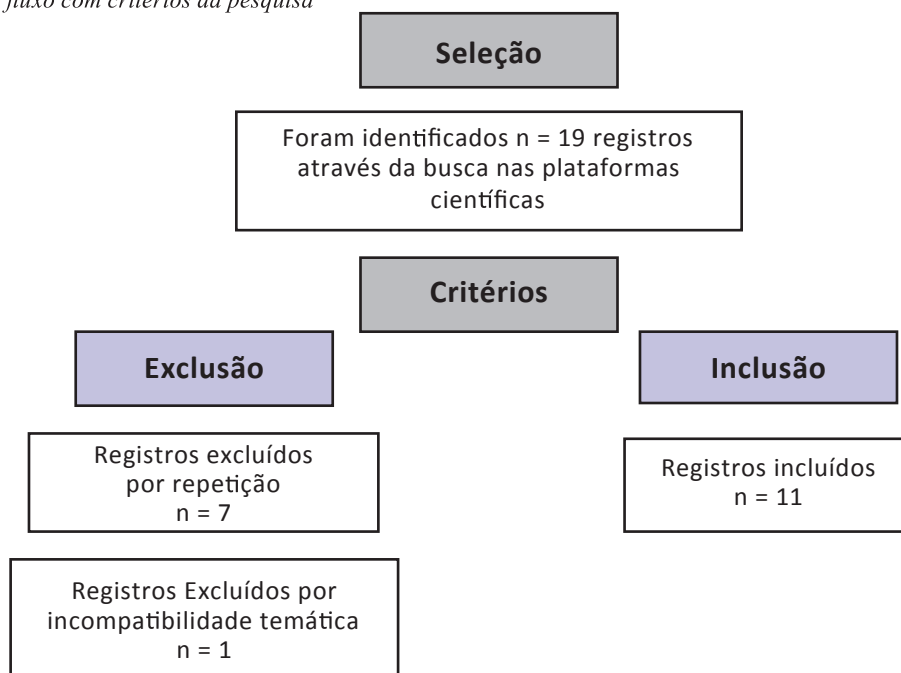 fluxo com critérios da pesquisa
Seleção
Foram identificados n = 19 registros
através da busca nas plataformas
científicas
Critérios
Exclusão
Inclusão
Registros excluídos
por repetição
n = 7
Registros incluídos
n = 11
Registros Excluídos por
incompatibilidade temática
n = 1